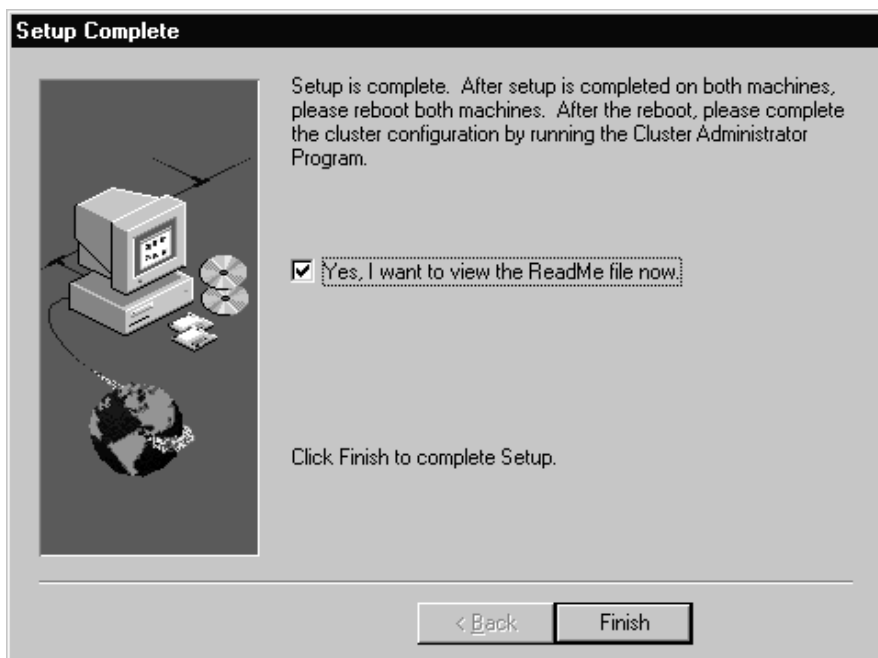 Setup Complete
Setup is complete. After setup is completed on both machines,
please reboot both machines. After the reboot, please complete
the cluster configuration by running the Cluster Administrator
Program.
Yes, I want to view the ReadMe file now.
Click Finish to complete Setup.
< Back
Finish